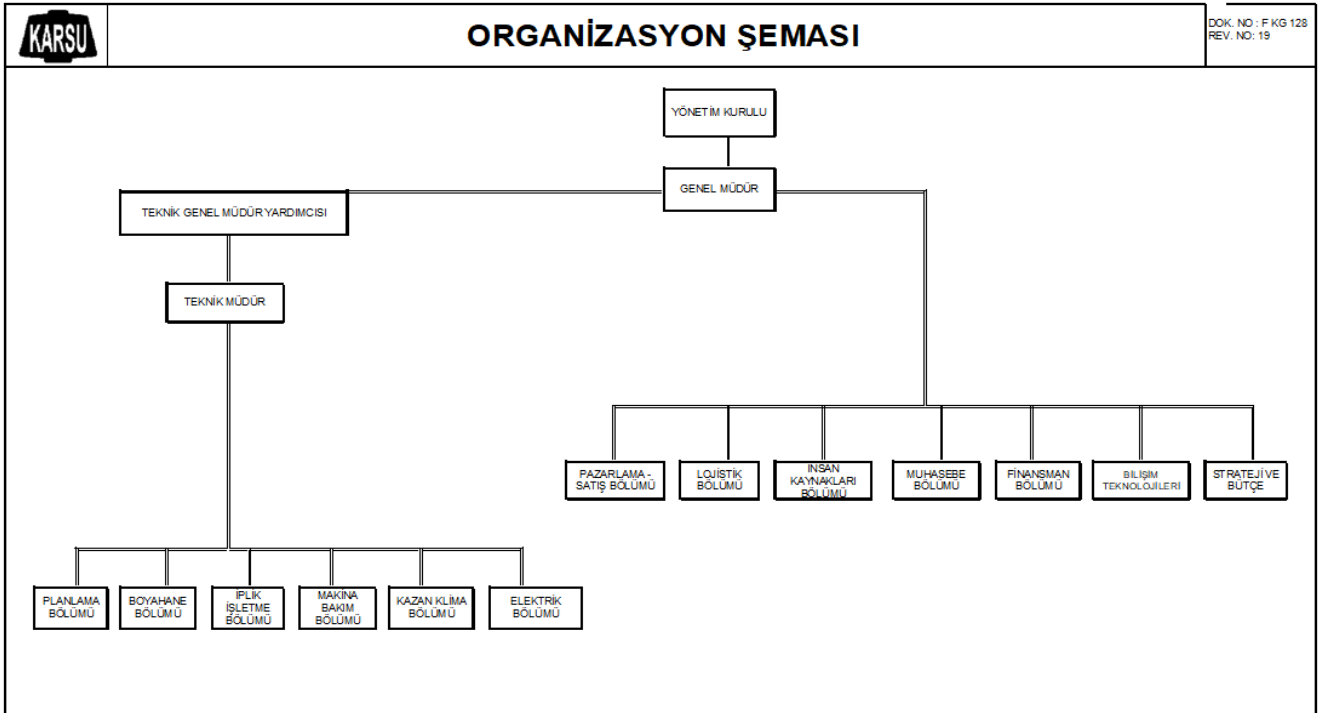 KARSU
ORGANİZASYON ŞEMASI
DOK. NO : F KG 128
REV. NO: 19
YÖNETİM KURULU
GENEL MÜDÜR
TEKNİK GENEL MÜDÜR YARDIMCISI
TEKNİK MÜDÜR
PAZARLAMA -
SATIŞ BÖLÜMÜ
LOJİSTİK
BÖLÜMÜ
İNSAN
KAYNAKLARI
BÖLÜMÜ
MUHASEBE
BÖLÜMÜ
FİNANSMAN
BÖLÜMÜ
BİLİŞİM
TEKNOLOJİLERİ
STRATEJİ VE
BÜTÇE
PLANLAMA
BÖLÜMÜ
BOYAHANE
BÖLÜMÜ
İPLİK
İŞLETME
BÖLÜMÜ
MAKİNA
BAKIM
BÖLÜMÜ
KAZAN KLİMA
BÖLÜMÜ
ELEKTRİK
BÖLÜMÜ